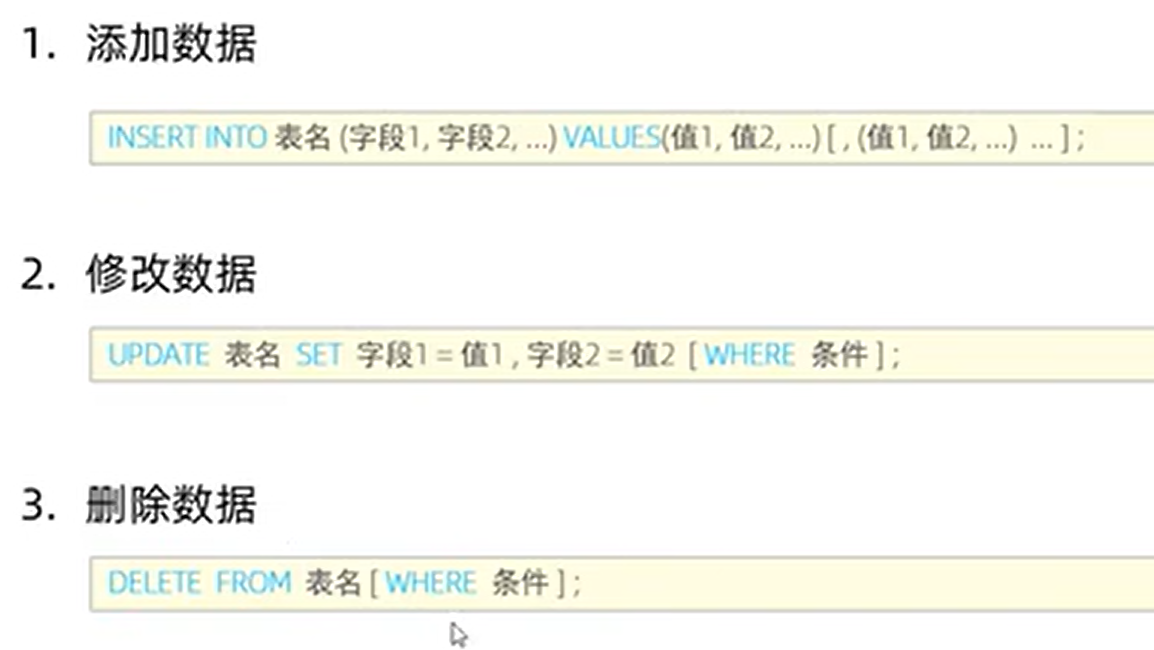 1. 添加数据
INSERT INTO 表名 (字段1, 字段2, ...) VALUES(值1, 值2, ...) [ , (值1, 值2, ...) ... ] ;
2. 修改数据
UPDATE 表名 SET 字段1 = 值1 , 字段2 = 值2 [ WHERE 条件 ] ;
3. 删除数据
DELETE FROM 表名 [ WHERE 条件 ] ;